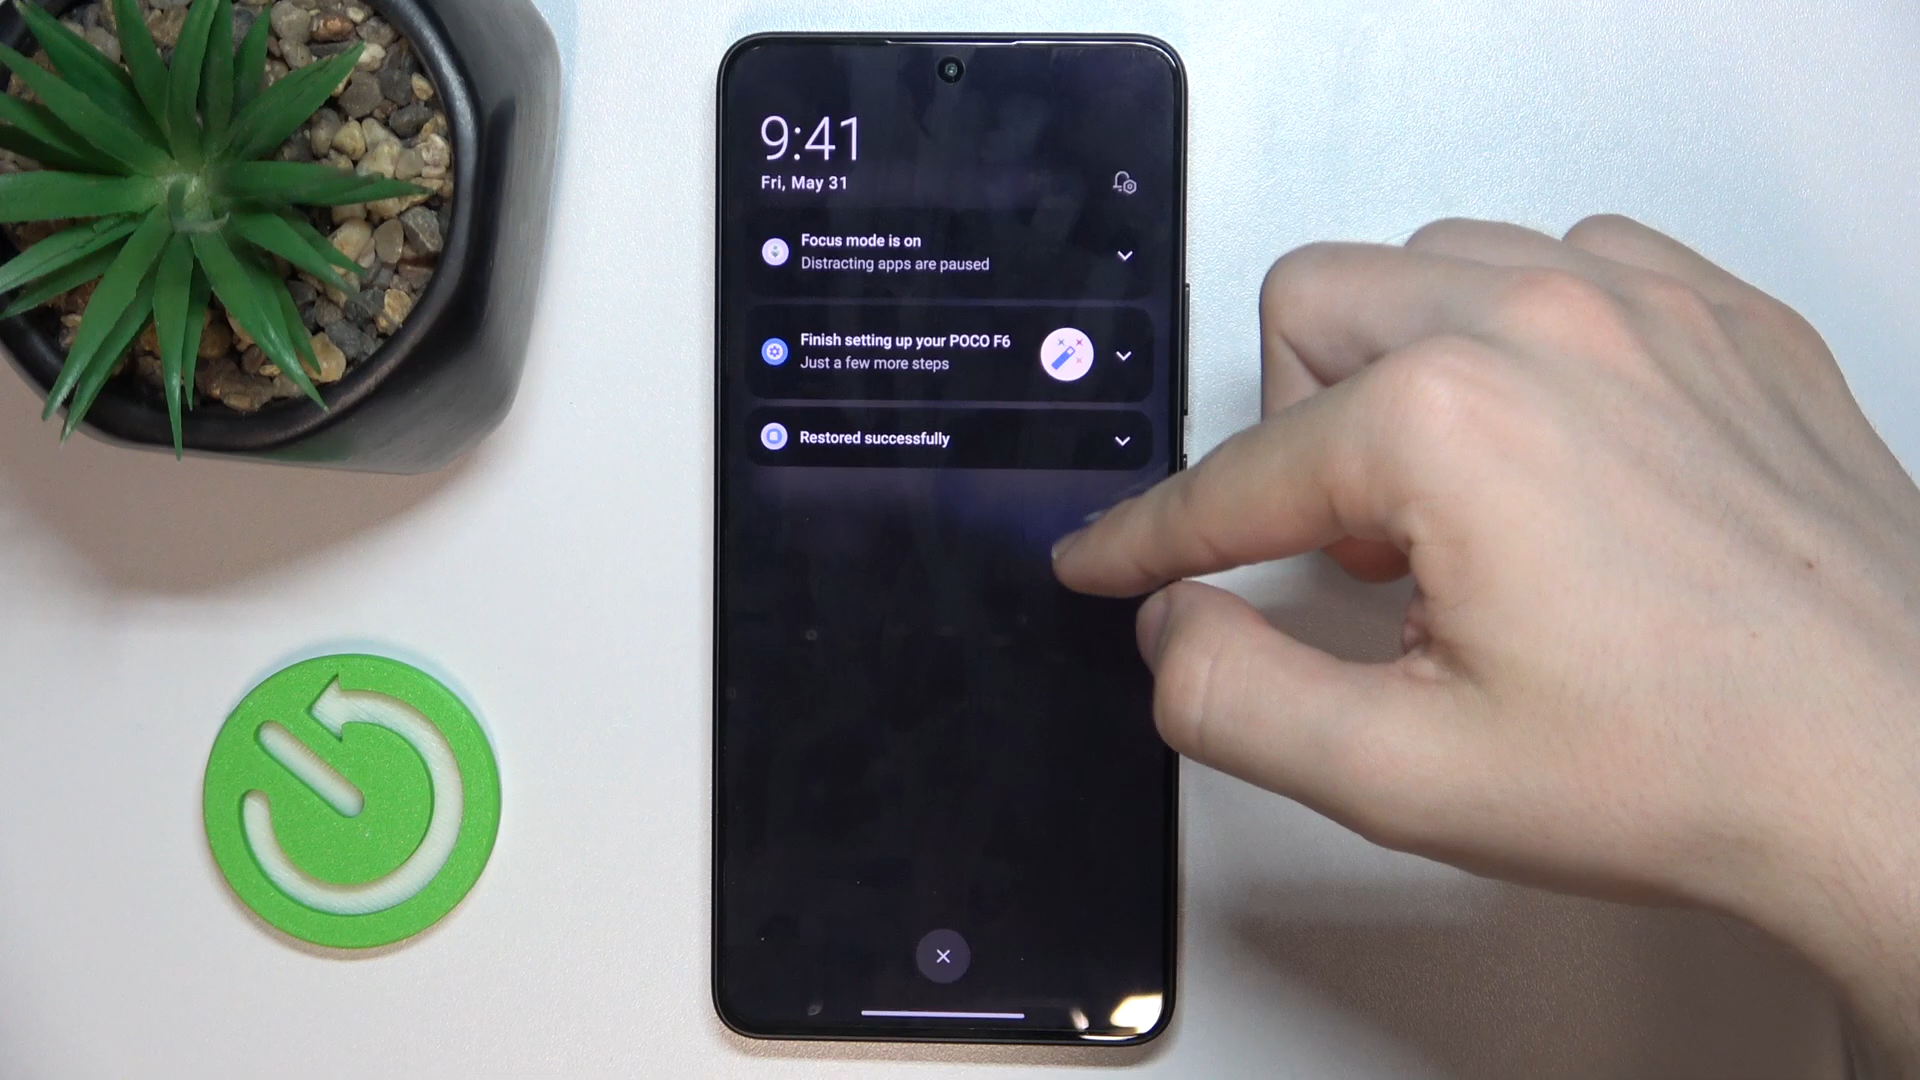 9:41
Fri, May 31
Focus mode is on
Distracting apps are paused
Finish setting up your POCO F6
Just a few more steps
Restored successfully